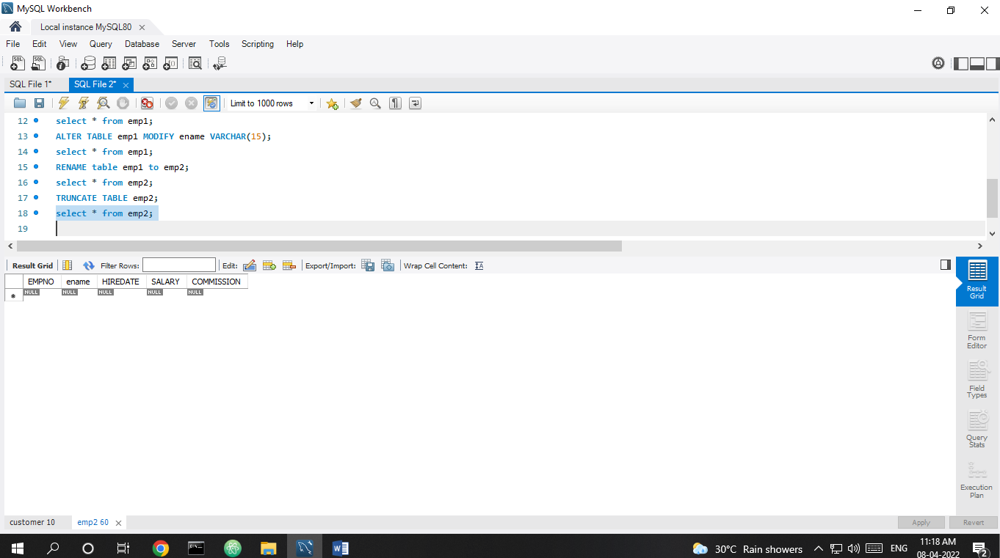 MySQL Workbench
Local instance MySQL80
File Edit View Query Database Server Tools Scripting Help
SQL File 1* SQL File 2*
Limit to 1000 rows
12 select * from emp1;
13 ALTER TABLE emp1 MODIFY ename VARCHAR(15);
14 select * from emp1;
15 RENAME table emp1 to emp2;
16 select * from emp2;
17 TRUNCATE TABLE emp2;
18 select * from emp2;
19
Result Grid Filter Rows: Edit: Export/Import: Wrap Cell Content:
EMPNO ename HIREDATE SALARY COMMISSION
NULL NULL NULL NULL NULL
Result
Grid
Form
Editor
Field
Types
Query
Stats
Execution
Plan
customer 10 emp2 60 Apply Revert
30°C Rain showers ENG 11:18 AM
08-04-2022 2